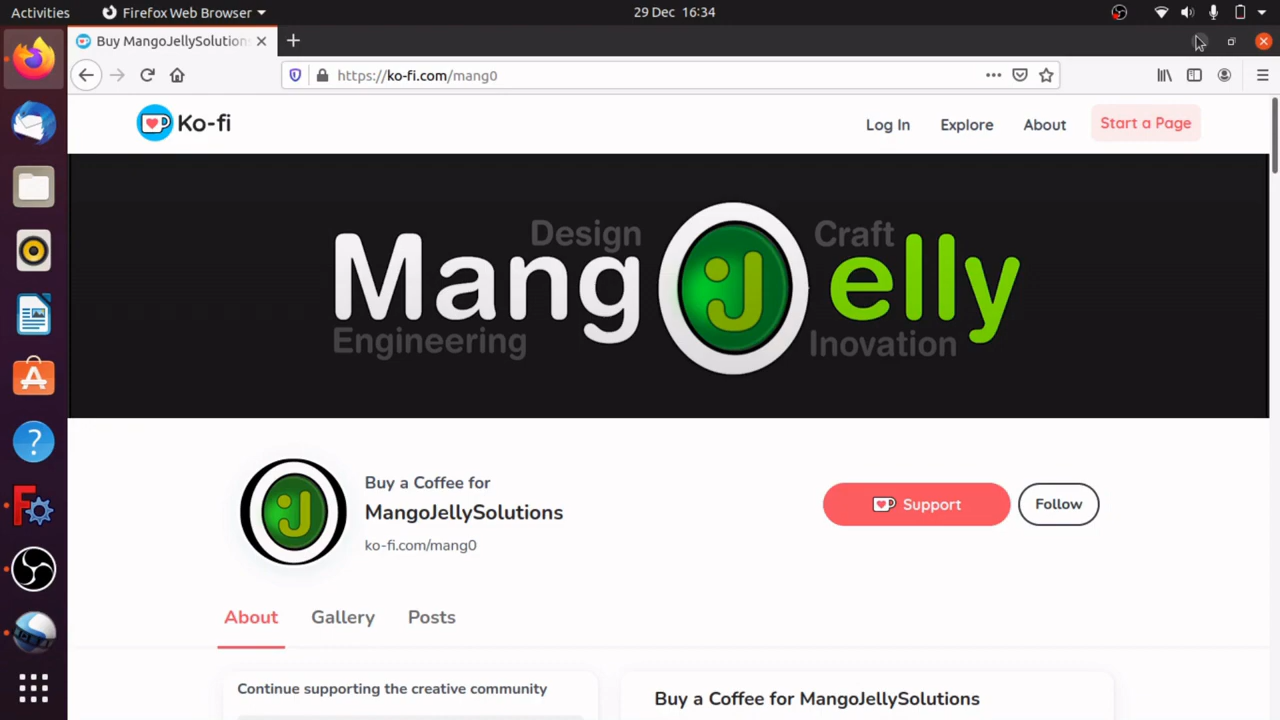 Activities
Firefox Web Browser
29 Dec 16:34
Buy MangoJellySolution
https://ko-fi.com/mang0
Ko-fi
Log In
Explore
About
Start a Page
Design
Craft
Mang Jelly
Engineering
Inovation
Buy a Coffee for
MangoJellySolutions
ko-fi.com/mang0
Support
Follow
About
Gallery
Posts
Continue supporting the creative community
Buy a Coffee for MangoJellySolutions